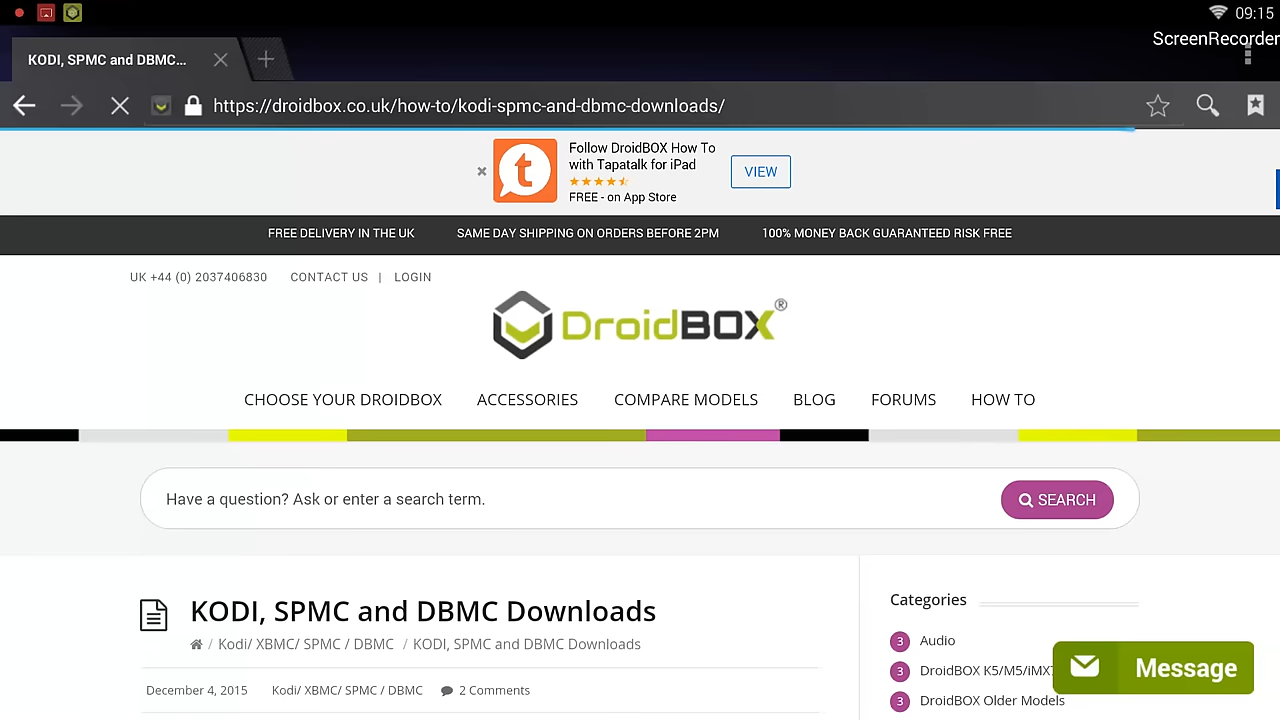 09:15
ScreenRecorder
KODI, SPMC and DBMC...
https://droidbox.co.uk/how-to/kodi-spmc-and-dbmc-downloads/
t
Follow DroidBOX How To
with Tapatalk for iPad
FREE - on App Store
VIEW
FREE DELIVERY IN THE UK
SAME DAY SHIPPING ON ORDERS BEFORE 2PM
100% MONEY BACK GUARANTEED RISK FREE
UK +44 (0) 2037406830
CONTACT US | LOGIN
DroidBOX®
CHOOSE YOUR DROIDBOX
ACCESSORIES
COMPARE MODELS
BLOG
FORUMS
HOW TO
Have a question? Ask or enter a search term.
SEARCH
KODI, SPMC and DBMC Downloads
/ Kodi/ XBMC/ SPMC / DBMC / KODI, SPMC and DBMC Downloads
December 4, 2015
Kodi/ XBMC/ SPMC / DBMC
2 Comments
Categories
3 Audio
3 DroidBOX K5/M5/iMX
3 DroidBOX Older Models
Message